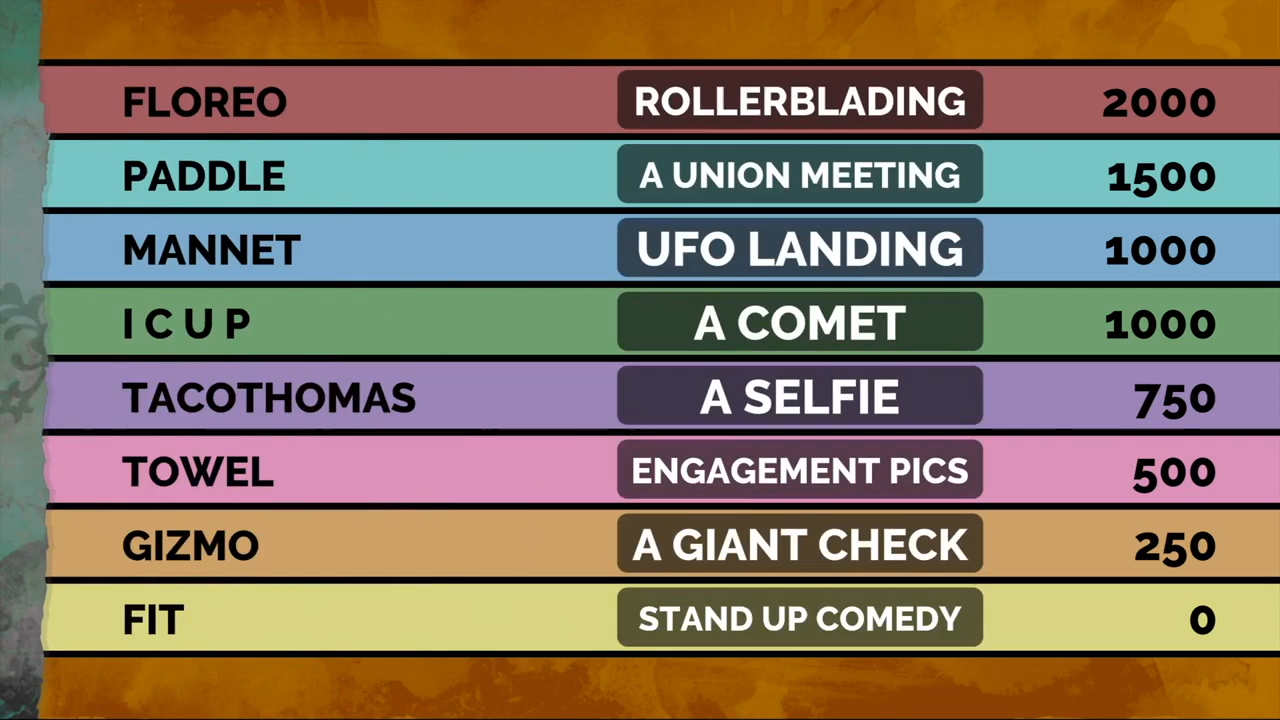 FLOREO ROLLERBLADING 2000
PADDLE A UNION MEETING 1500
MANNET UFO LANDING 1000
I C U P A COMET 1000
TACOTHOMAS A SELFIE 750
TOWEL ENGAGEMENT PICS 500
GIZMO A GIANT CHECK 250
FIT STAND UP COMEDY 0